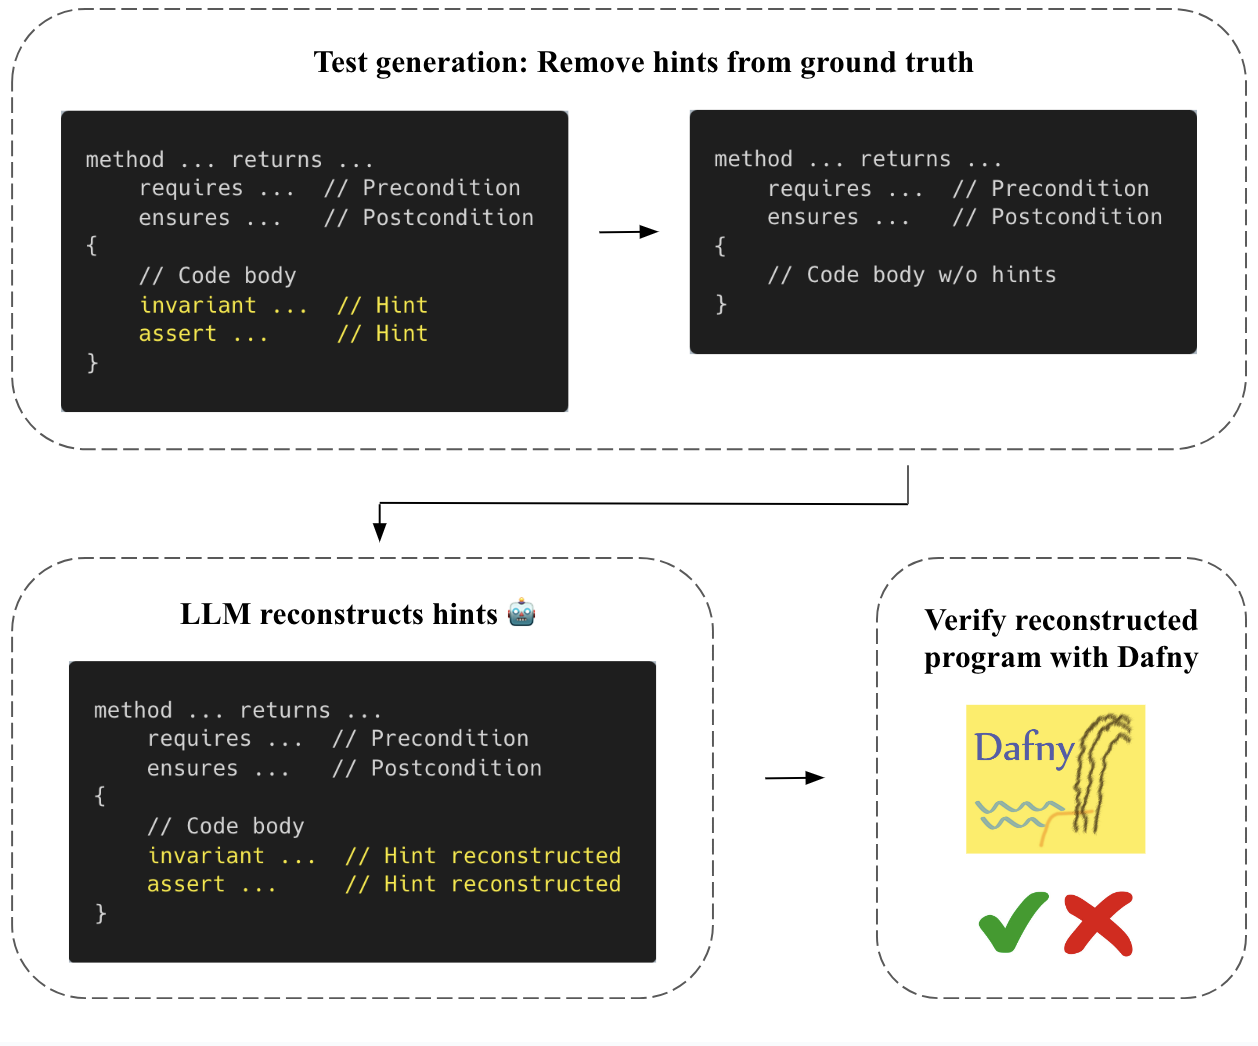 Test generation: Remove hints from ground truth
method ... returns ...
    requires ...  // Precondition
    ensures ...   // Postcondition
{
    // Code body
    invariant ...  // Hint
    assert ...     // Hint
}
method ... returns ...
    requires ...  // Precondition
    ensures ...   // Postcondition
{
    // Code body w/o hints
}
LLM reconstructs hints 🤖
method ... returns ...
    requires ...  // Precondition
    ensures ...   // Postcondition
{
    // Code body
    invariant ...  // Hint reconstructed
    assert ...     // Hint reconstructed
}
Verify reconstructed
program with Dafny
Dafny